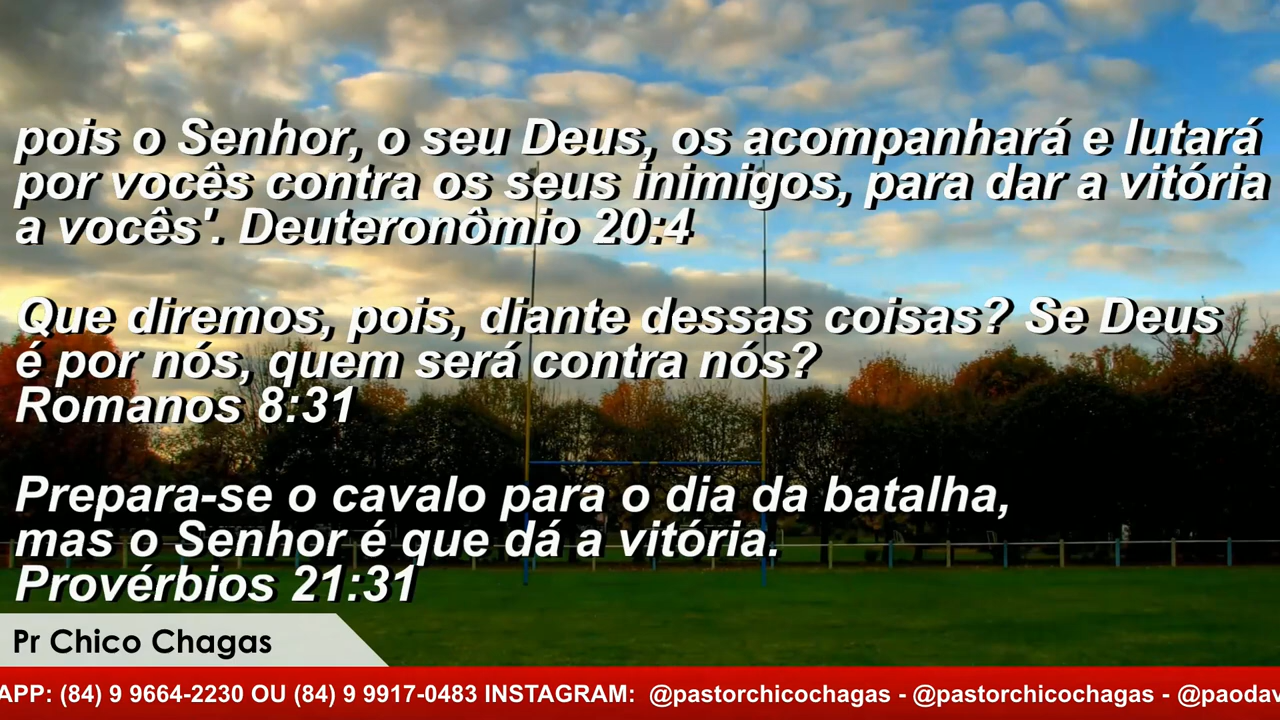 pois o Senhor, o seu Deus, os acompanhará e lutará
por vocês contra os seus inimigos, para dar a vitória
a vocês'. Deuteronômio 20:4
Que diremos, pois, diante dessas coisas? Se Deus
é por nós, quem será contra nós?
Romanos 8:31
Prepara-se o cavalo para o dia da batalha,
mas o Senhor é que dá a vitória.
Provérbios 21:31
Pr Chico Chagas
APP: (84) 9 9664-2230 OU (84) 9 9917-0483 INSTAGRAM: @pastorchicochagas - @pastorchicochagas - @paodav